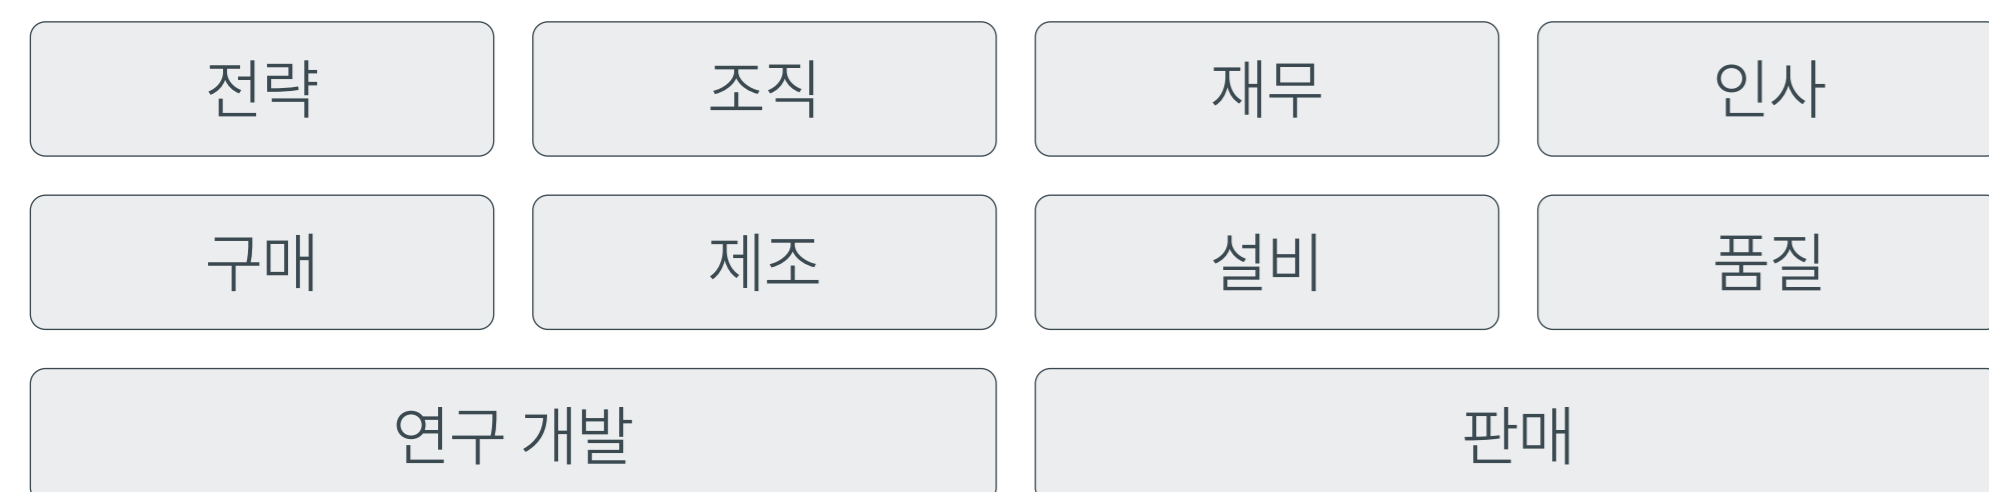 전략 조직 재무 인사
구매 제조 설비 품질
연구 개발 판매